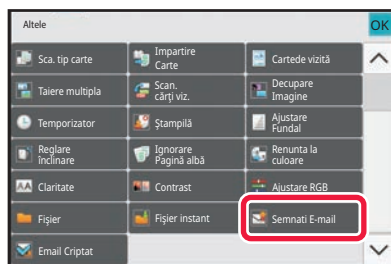 Altele
OK
Sca. tip carte
Impartire
Carte
Cartede vizită
Taiere multipla
Scan.
cărți viz.
Decupare
Imagine
Temporizator
Ștampilă
Ajustare
Fundal
Reglare
înclinare
Ignorare
Pagină albă
Renunta la
culoare
Claritate
Contrast
Ajustare RGB
Fișier
Fișier instant
Semnati E-mail
Email Criptat